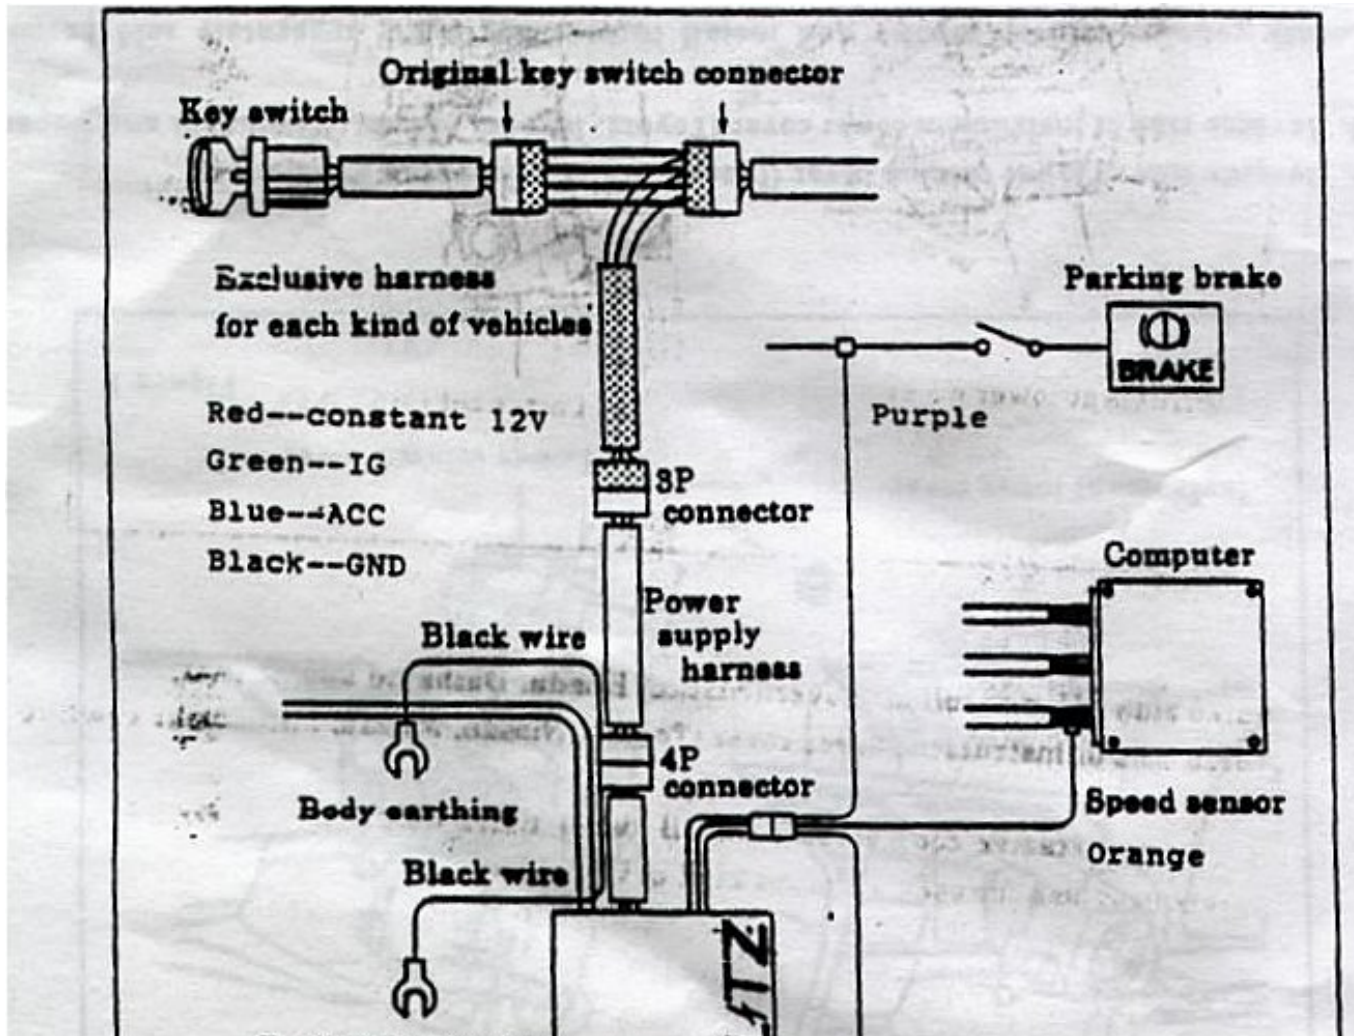 Original key switch connector
Key switch
Exclusive harness
for each kind of vehicles
Parking brake
BRAKE
Red--constant 12V
Purple
Green--IG
3P
connector
Blue--ACC
Black--GND
Computer
Power
supply
harness
Black wire
4P
connector
Body earthing
Speed sensor
Orange
Black wire